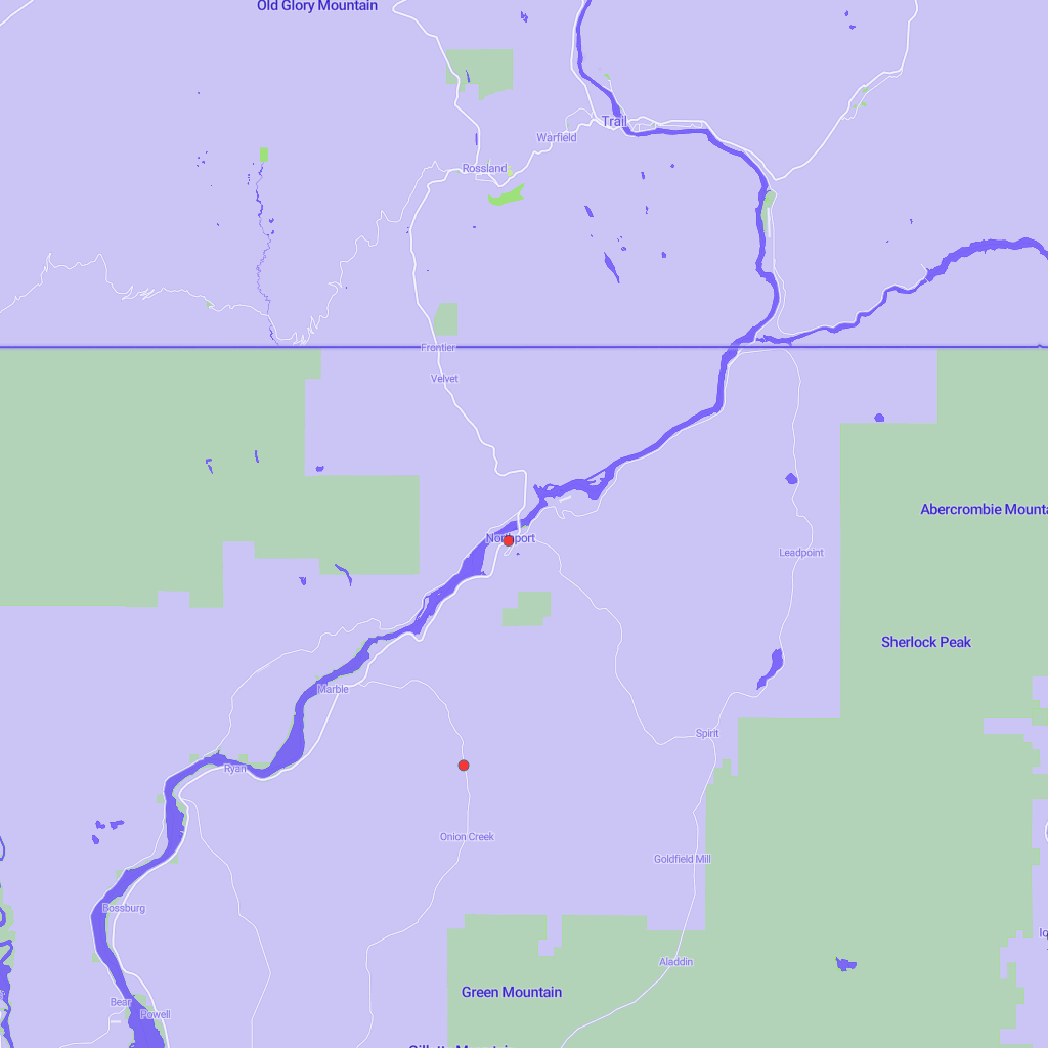 Old Glory Mountain
Trail
Warfield
Rossland
Frontier
Velvet
Abercrombie Mounta
Northport
Leadpoint
Sherlock Peak
Marble
Spirit
Ryan
Onion Creek
Goldfield Mill
Bossburg
Aladdin
Green Mountain
Bear
Powell